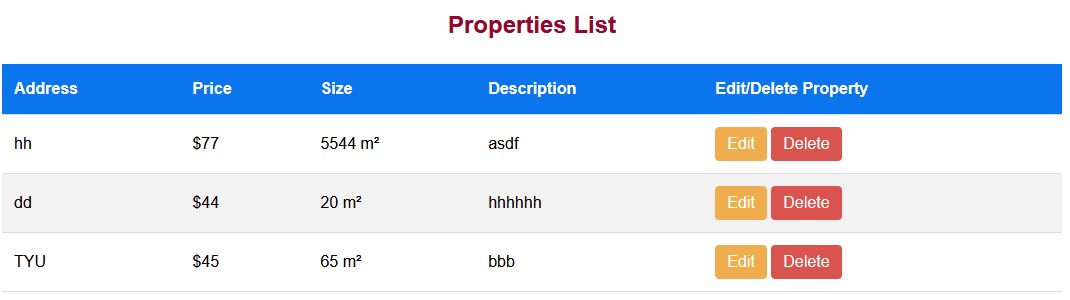 Properties List
Address Price Size Description Edit/Delete Property
hh $77 5544 m² asdf Edit Delete
dd $44 20 m² hhhhhh Edit Delete
TYU $45 65 m² bbb Edit Delete